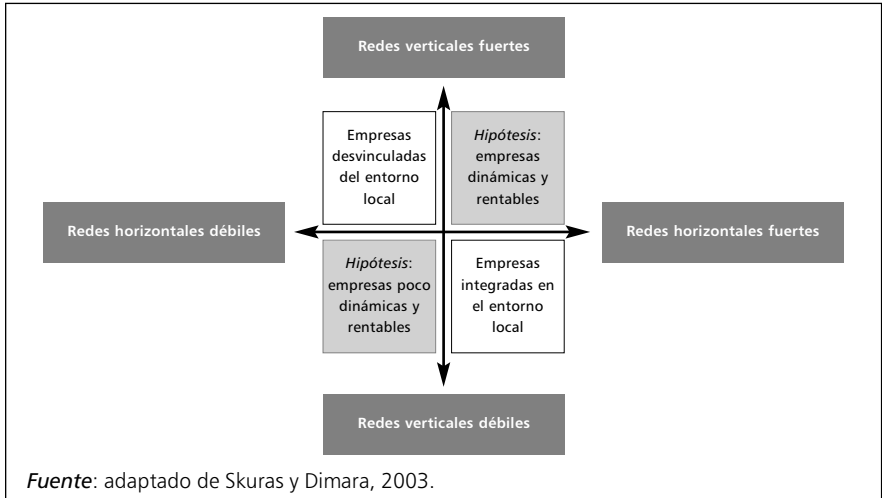 Redes verticales fuertes
Empresas
desvinculadas
del entorno
local
Hipótesis:
empresas
dinámicas y
rentables
Redes horizontales débiles
Redes horizontales fuertes
Hipótesis:
empresas poco
dinámicas y
rentables
Empresas
integradas en
el entorno
local
Redes verticales débiles
Fuente: adaptado de Skuras y Dimara, 2003.